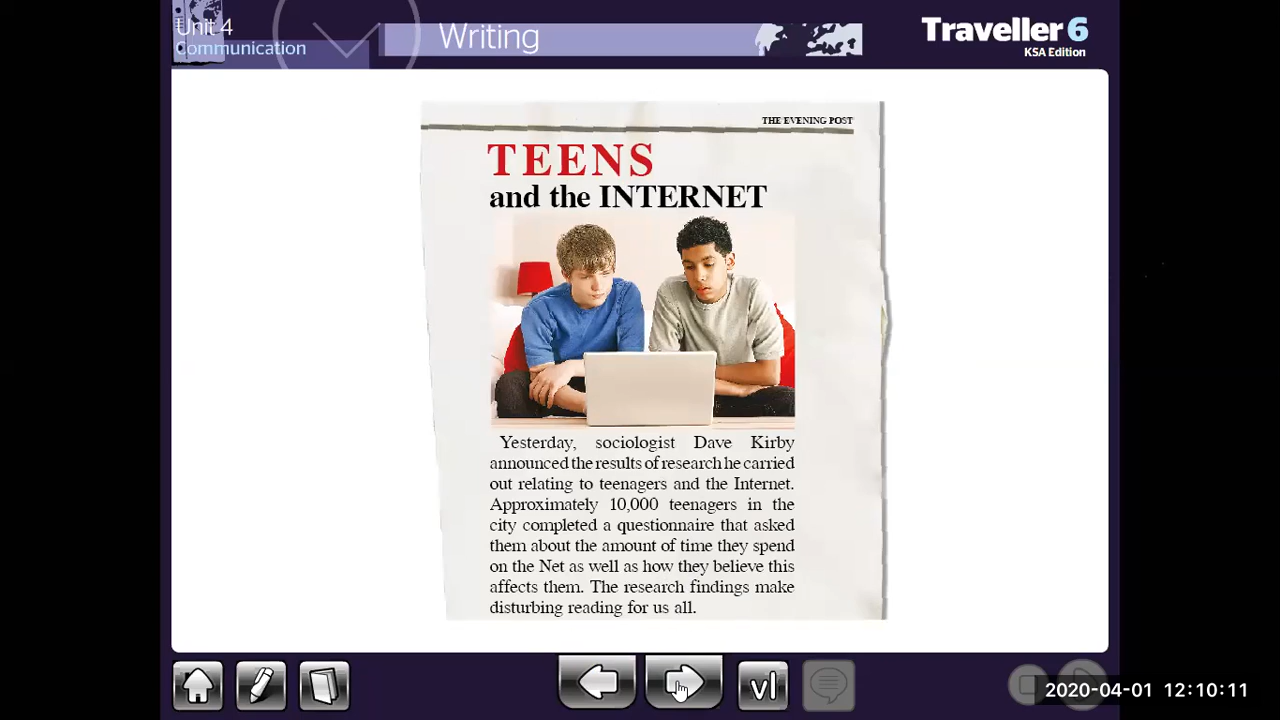 Unit 4
Communication
Writing
Traveller 6
KSA Edition
THE EVENING POST
TEENS
and the INTERNET
Yesterday, sociologist Dave Kirby
announced the results of research he carried
out relating to teenagers and the Internet.
Approximately 10,000 teenagers in the
city completed a questionnaire that asked
them about the amount of time they spend
on the Net as well as how they believe this
affects them. The research findings make
disturbing reading for us all.
vl
2020-04-01 12:10:11